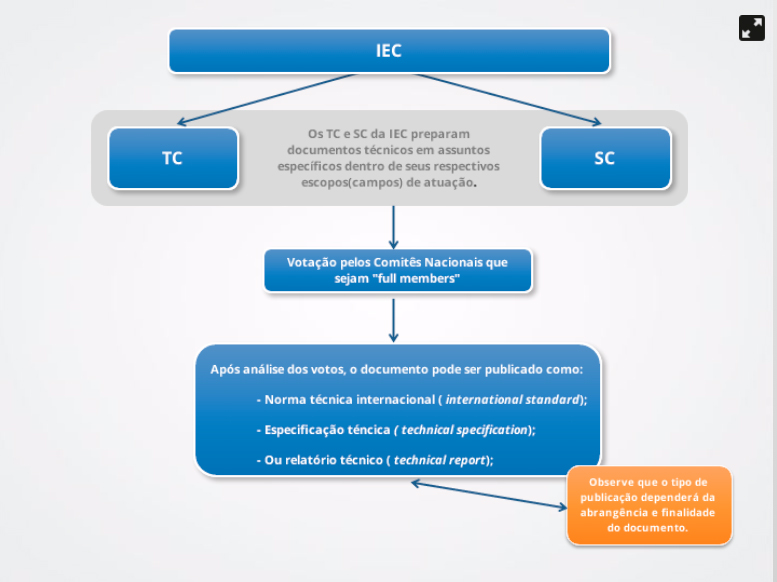 IEC
TC
Os TC e SC da IEC preparam
documentos técnicos em assuntos
específicos dentro de seus respectivos
escopos(campos) de atuação.
SC
Votação pelos Comitês Nacionais que
sejam "full members"
Após análise dos votos, o documento pode ser publicado como:
- Norma técnica internacional ( international standard);
- Especificação téncica ( technical specification);
- Ou relatório técnico ( technical report);
Observe que o tipo de
publicação dependerá da
abrangência e finalidade
do documento.